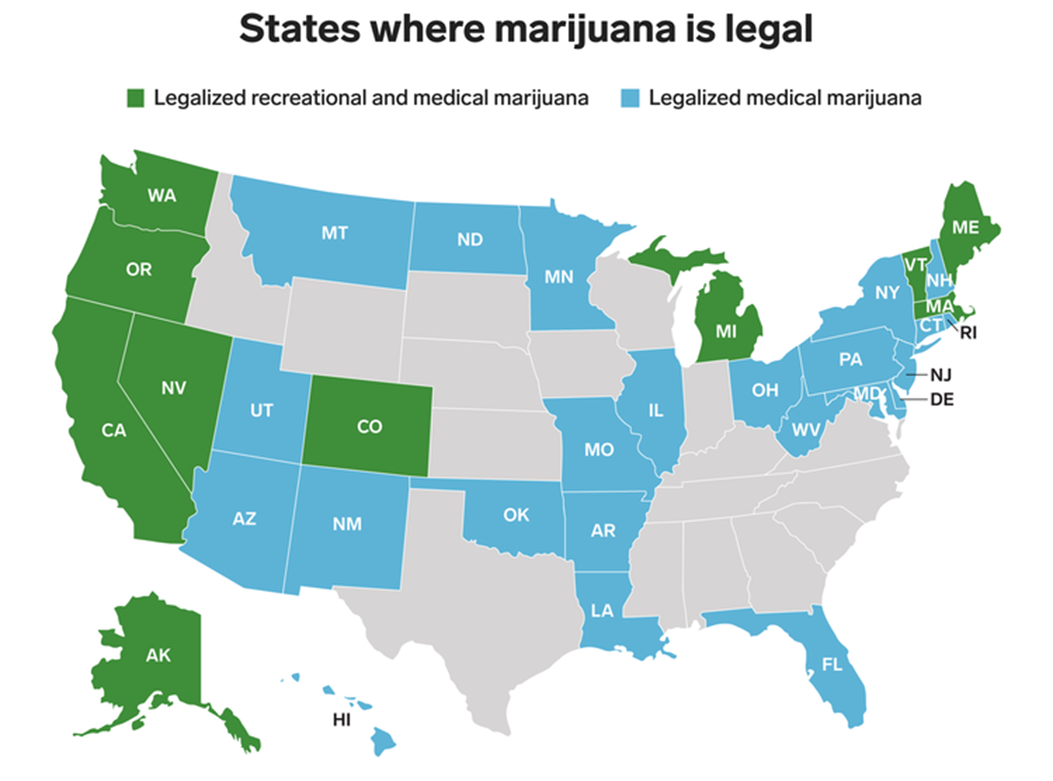 States where marijuana is legal
Legalized recreational and medical marijuana
Legalized medical marijuana
WA
MT
ND
ME
OR
MN
VT
NH
NY
MA
CT
RI
MI
PA
NJ
NV
OH
MD
DE
UT
CO
IL
CA
WV
MO
AZ
NM
OK
AR
LA
AK
FL
HI